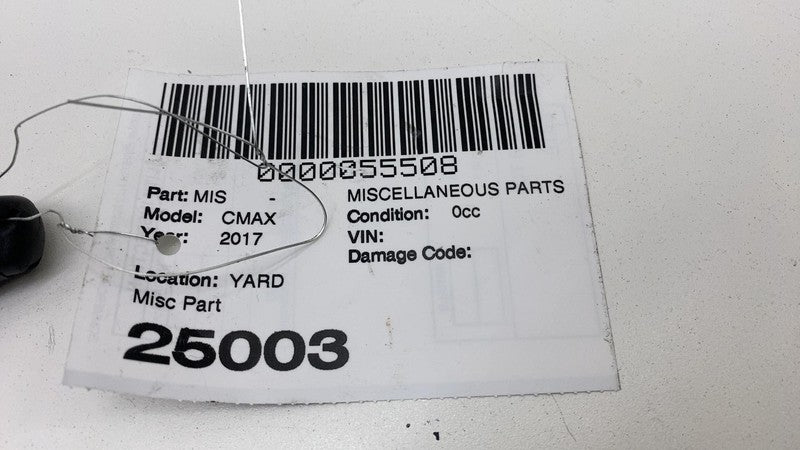 0000055508
Part: MIS - MISCELLANEOUS PARTS
Model: CMAX Condition: 0cc
Year: 2017 VIN:
Damage Code:
Location: YARD
Misc Part
25003